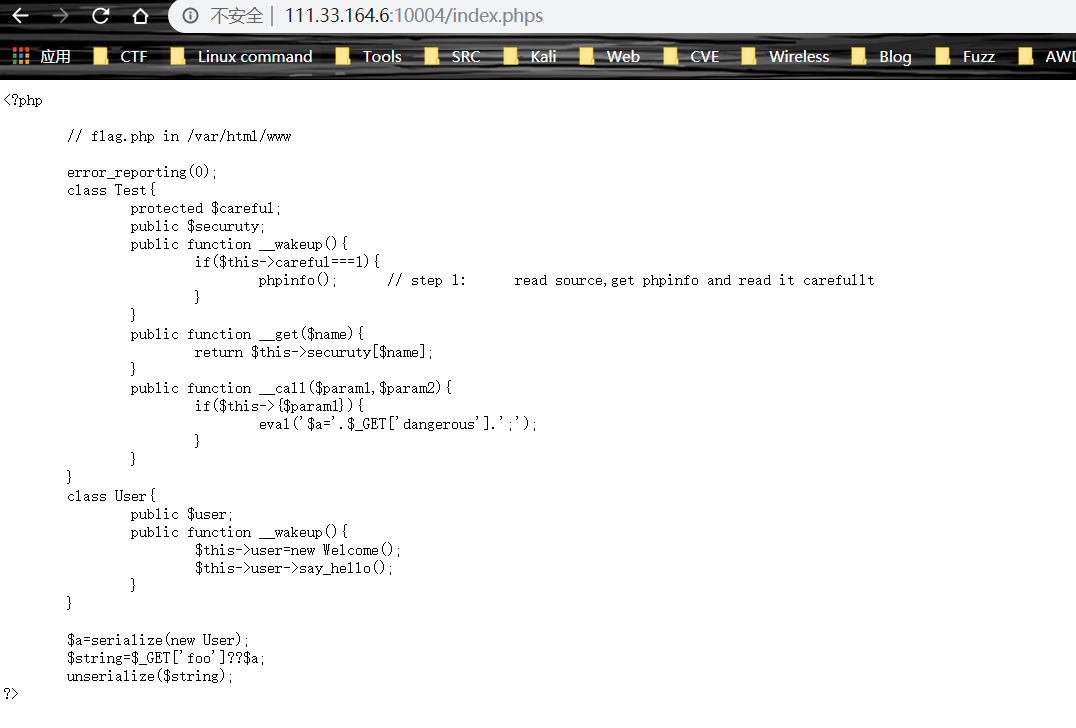 不安全 | 111.33.164.6:10004/index.phps
应用 CTF Linux command Tools SRC Kali Web CVE Wireless Blog Fuzz AWD
<?php
// flag.php in /var/html/www
error_reporting(0);
class Test{
protected $careful;
public $securuty;
public function __wakeup(){
if($this->careful===1){
phpinfo(); // step 1: read source,get phpinfo and read it carefullt
}
}
public function __get($name){
return $this->securuty[$name];
}
public function __call($param1,$param2){
if($this->{$param1}){
eval('$a='.$_GET['dangerous'].';');
}
}
}
class User{
public $user;
public function __wakeup(){
$this->user=new Welcome();
$this->user->say_hello();
}
}
$a=serialize(new User);
$string=$_GET['foo']??$a;
unserialize($string);
?>